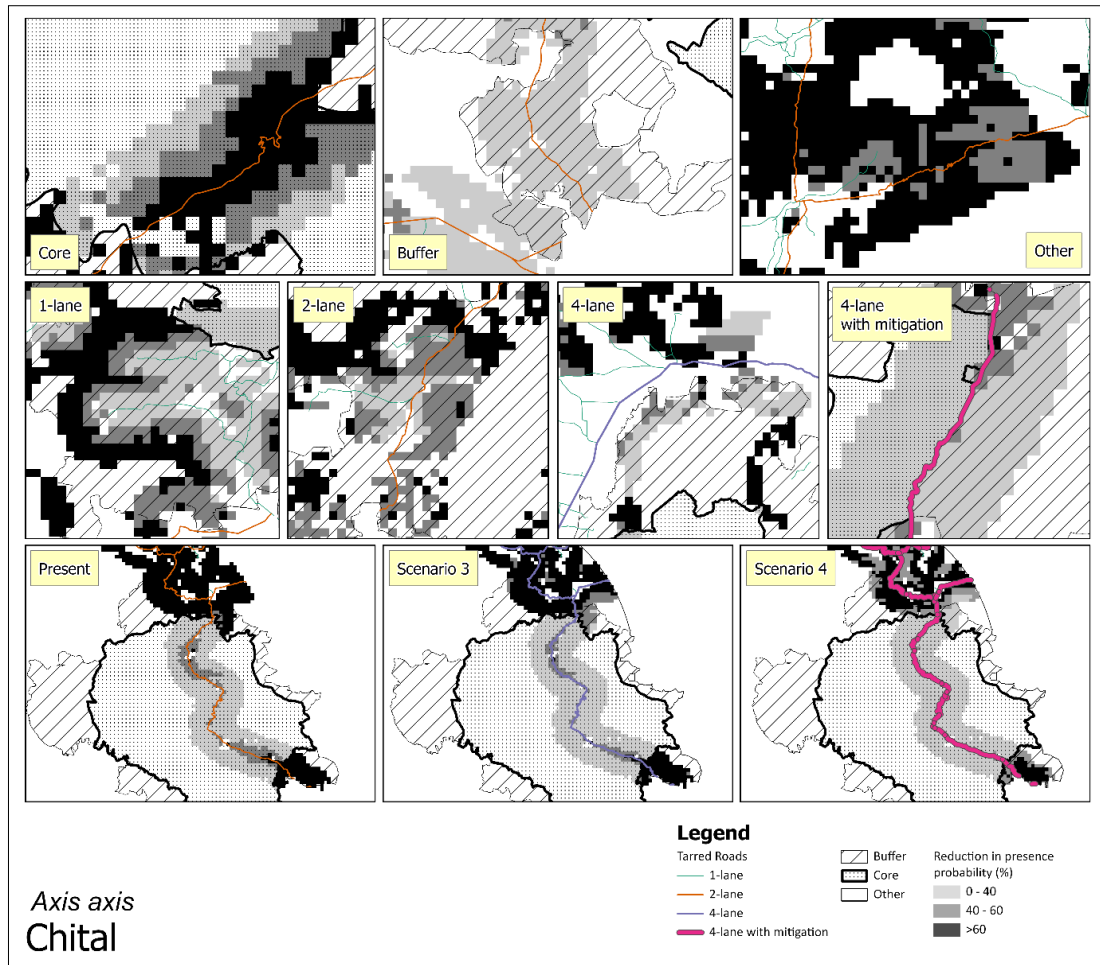 Core
Buffer
Other
1-lane
2-lane
4-lane
4-lane
with mitigation
Present
Scenario 3
Scenario 4
Legend
Tarred Roads
1-lane
2-lane
4-lane
4-lane with mitigation
Buffer
Core
Other
Reduction in presence
probability (%)
0 - 40
40 - 60
>60
Axis axis
Chital